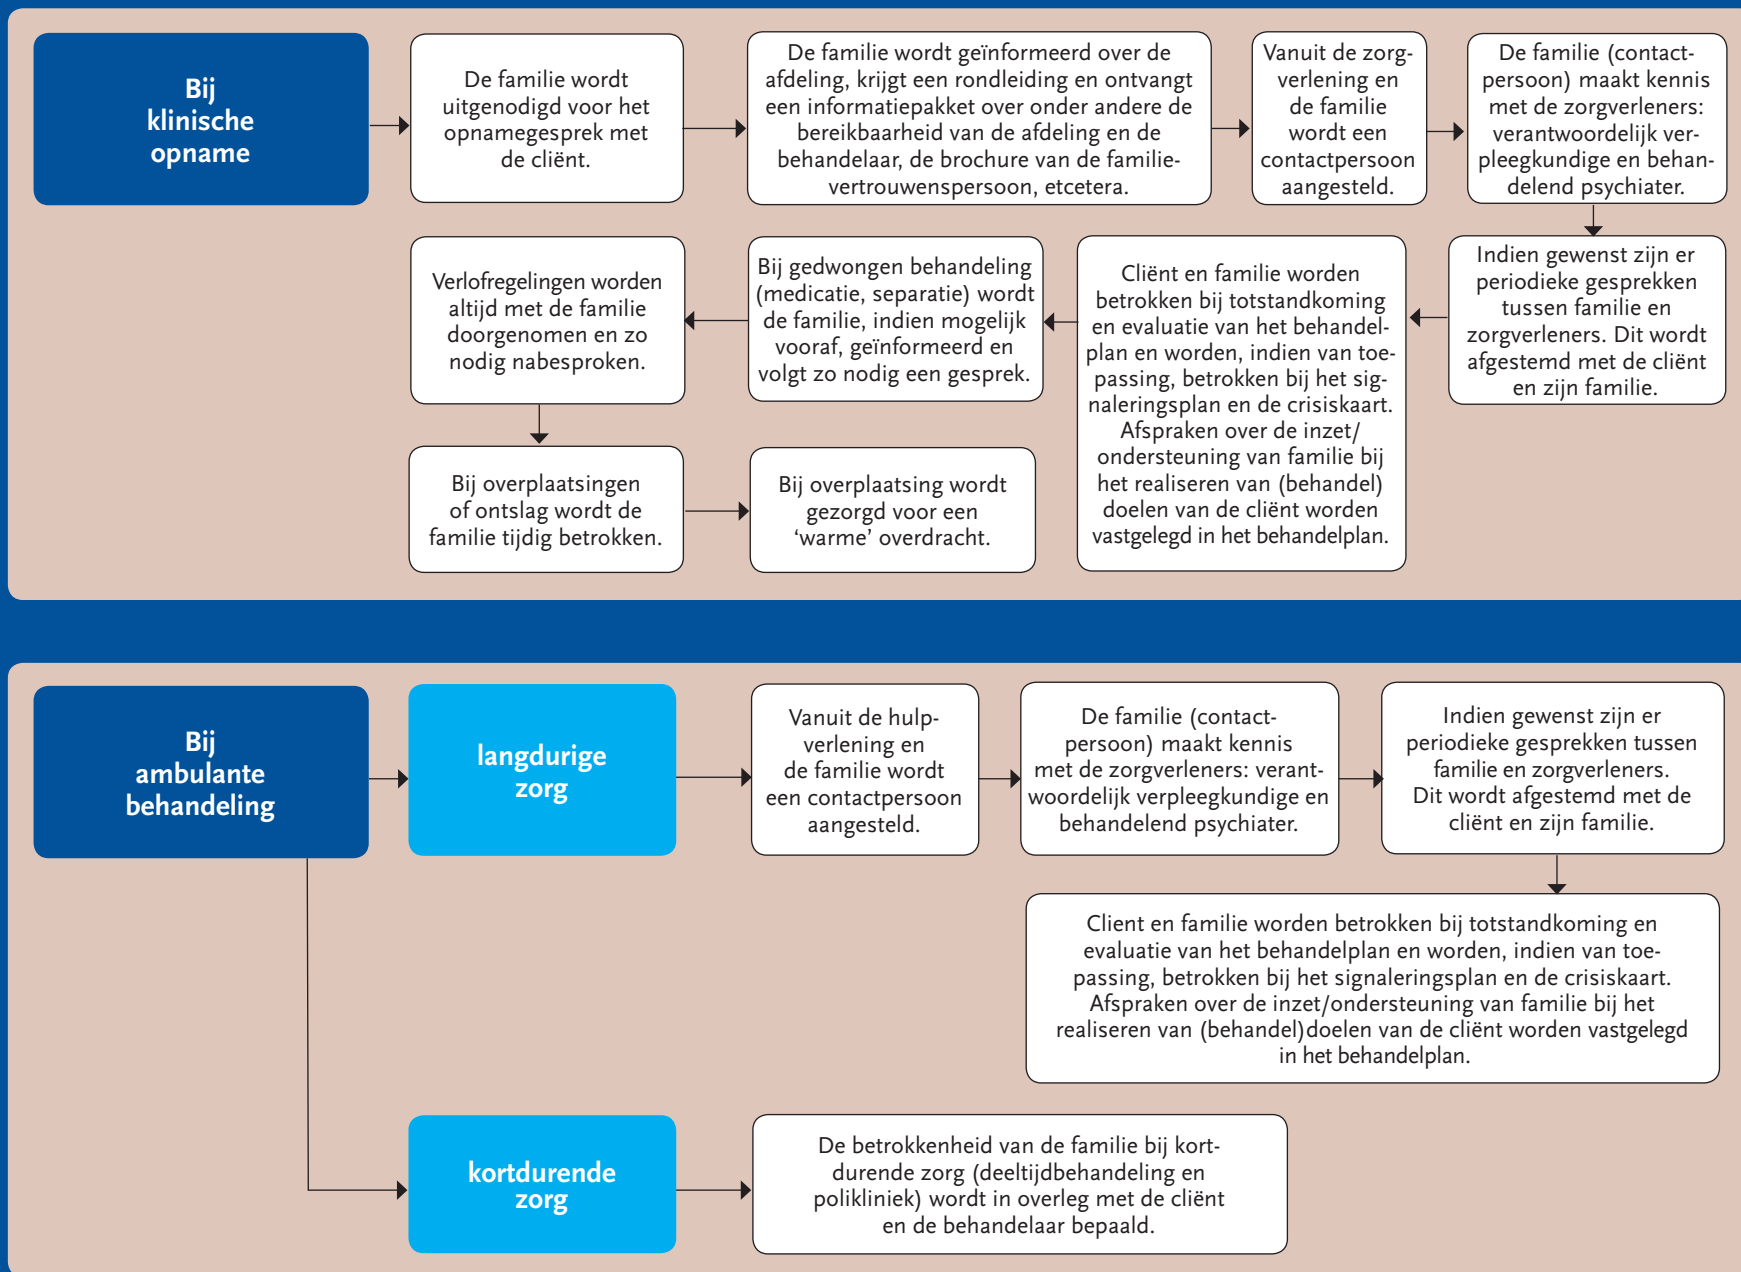 Bij
klinische
opname
De familie wordt
uitgenodigd voor het
opnamegesprek met
de cliënt.
De familie wordt geïnformeerd over de
afdeling, krijgt een rondleiding en ontvangt
een informatiepakket over onder andere de
bereikbaarheid van de afdeling en de
behandelaar, de brochure van de familie-
vertrouwenspersoon, etcetera.
Vanuit de zorg-
verlening en
de familie
wordt een
contactpersoon
aangesteld.
De familie (contact-
persoon) maakt kennis
met de zorgverleners:
verantwoordelijk ver-
pleegkundige en behan-
delend psychiater.
Indien gewenst zijn er
periodieke gesprekken
tussen familie en
zorgverleners. Dit wordt
afgestemd met de cliënt
en zijn familie.
Cliënt en familie worden
betrokken bij totstandkoming
en evaluatie van het behandel-
plan en worden, indien van toe-
passing, betrokken bij het sig-
naleringsplan en de crisiskaart.
Afspraken over de inzet/
ondersteuning van familie bij
het realiseren van (behandel)
doelen van de cliënt worden
vastgelegd in het behandelplan.
Bij gedwongen behandeling
(medicatie, separatie) wordt
de familie, indien mogelijk
vooraf, geïnformeerd en
volgt zo nodig een gesprek.
Verlofregelingen worden
altijd met de familie
doorgenomen en zo
nodig nabesproken.
Bij overplaatsingen
of ontslag wordt de
familie tijdig betrokken.
Bij overplaatsing wordt
gezorgd voor een
‘warme’ overdracht.
Bij
ambulante
behandeling
langdurige
zorg
Vanuit de hulp-
verlening en
de familie wordt
een contactpersoon
aangesteld.
De familie (contact-
persoon) maakt kennis
met de zorgverleners: verant-
woordelijk verpleegkundige en
behandelend psychiater.
Indien gewenst zijn er
periodieke gesprekken tussen
familie en zorgverleners.
Dit wordt afgestemd met de
cliënt en zijn familie.
Client en familie worden betrokken bij totstandkoming en
evaluatie van het behandelplan en worden, indien van toe-
passing, betrokken bij het signaleringsplan en de crisiskaart.
Afspraken over de inzet/ondersteuning van familie bij het
realiseren van (behandel)doelen van de cliënt worden vastgelegd
in het behandelplan.
kortdurende
zorg
De betrokkenheid van de familie bij kort-
durende zorg (deeltijdbehandeling en
polikliniek) wordt in overleg met de cliënt
en de behandelaar bepaald.